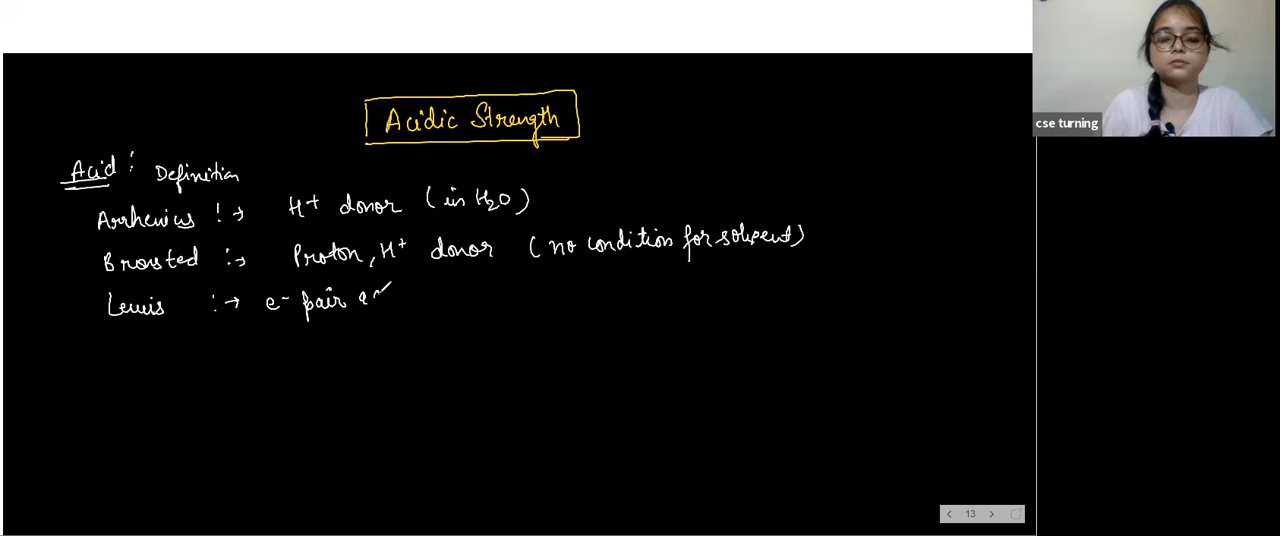 cse turning
Acidic Strength
Acid : Definition
Arrhenius :→ H+ donor (in H2O)
Bronsted :→ Proton, H+ donor (no condition for solvent)
Lewis :→ e- pair a
13